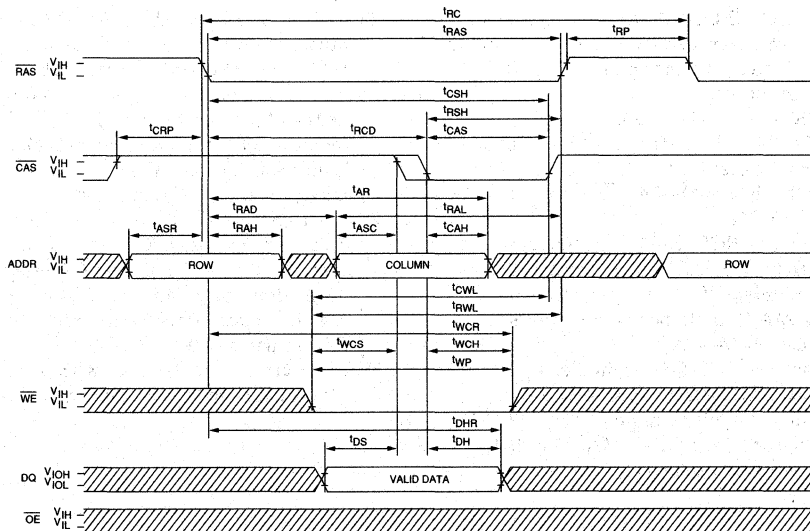 tRC
tRAS
tRP
RAS VIH
VIL
tCSH
tRSH
tCRP
tRCD
tCAS
CAS VIH
VIL
tAR
tRAD
tRAL
tASR
tRAH
tASC
tCAH
ADDR VIH
VIL
ROW
COLUMN
ROW
tCWL
tRWL
tWCR
tWCS
tWCH
tWP
WE VIH
VIL
tDHR
tDS
tDH
DQ VIOH
VIOL
VALID DATA
OE VIH
VIL